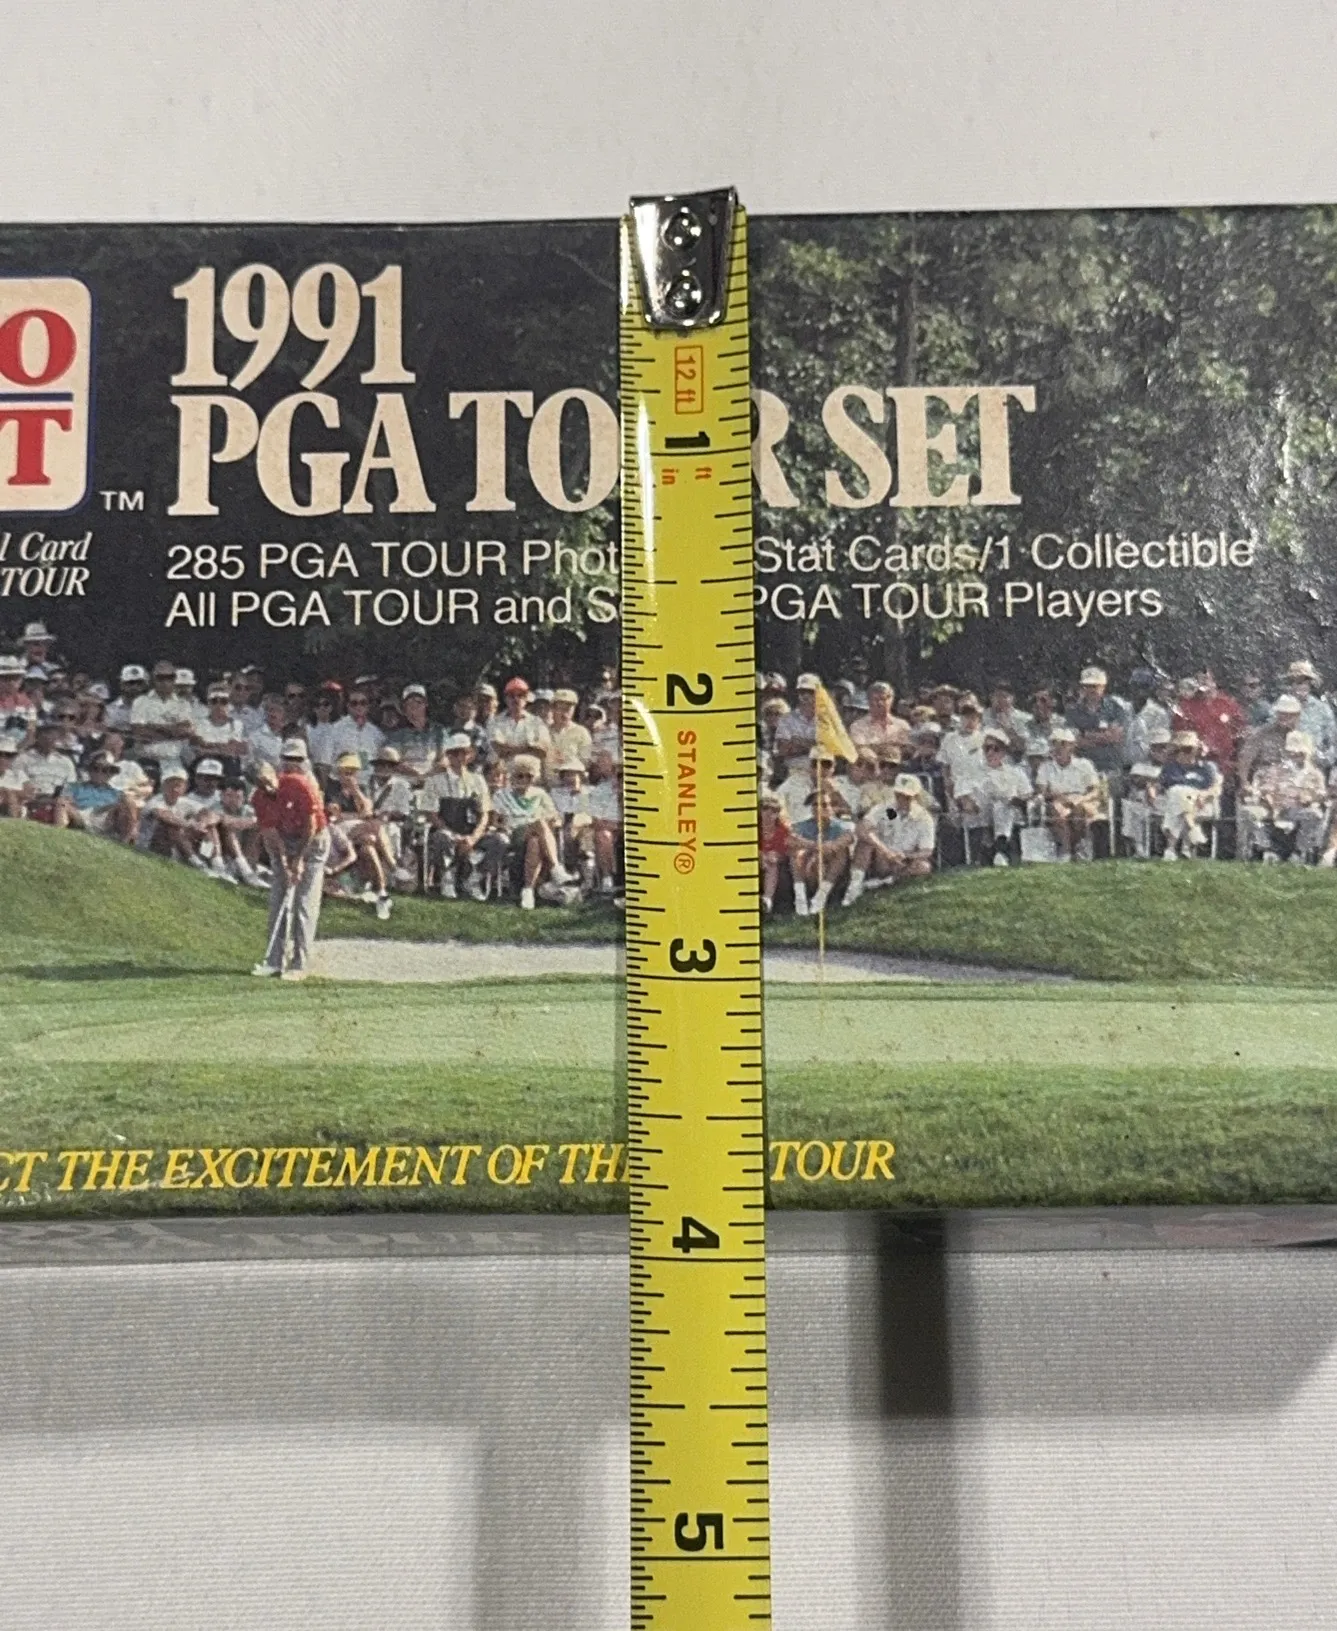 O
T
TM
l Card
TOUR
1991
PGA TO R SET
285 PGA TOUR Phot Stat Cards/1 Collectible
All PGA TOUR and S PGA TOUR Players
CT THE EXCITEMENT OF TH TOUR
12 ft
1
in ft
2
STANLEY®
3
4
5